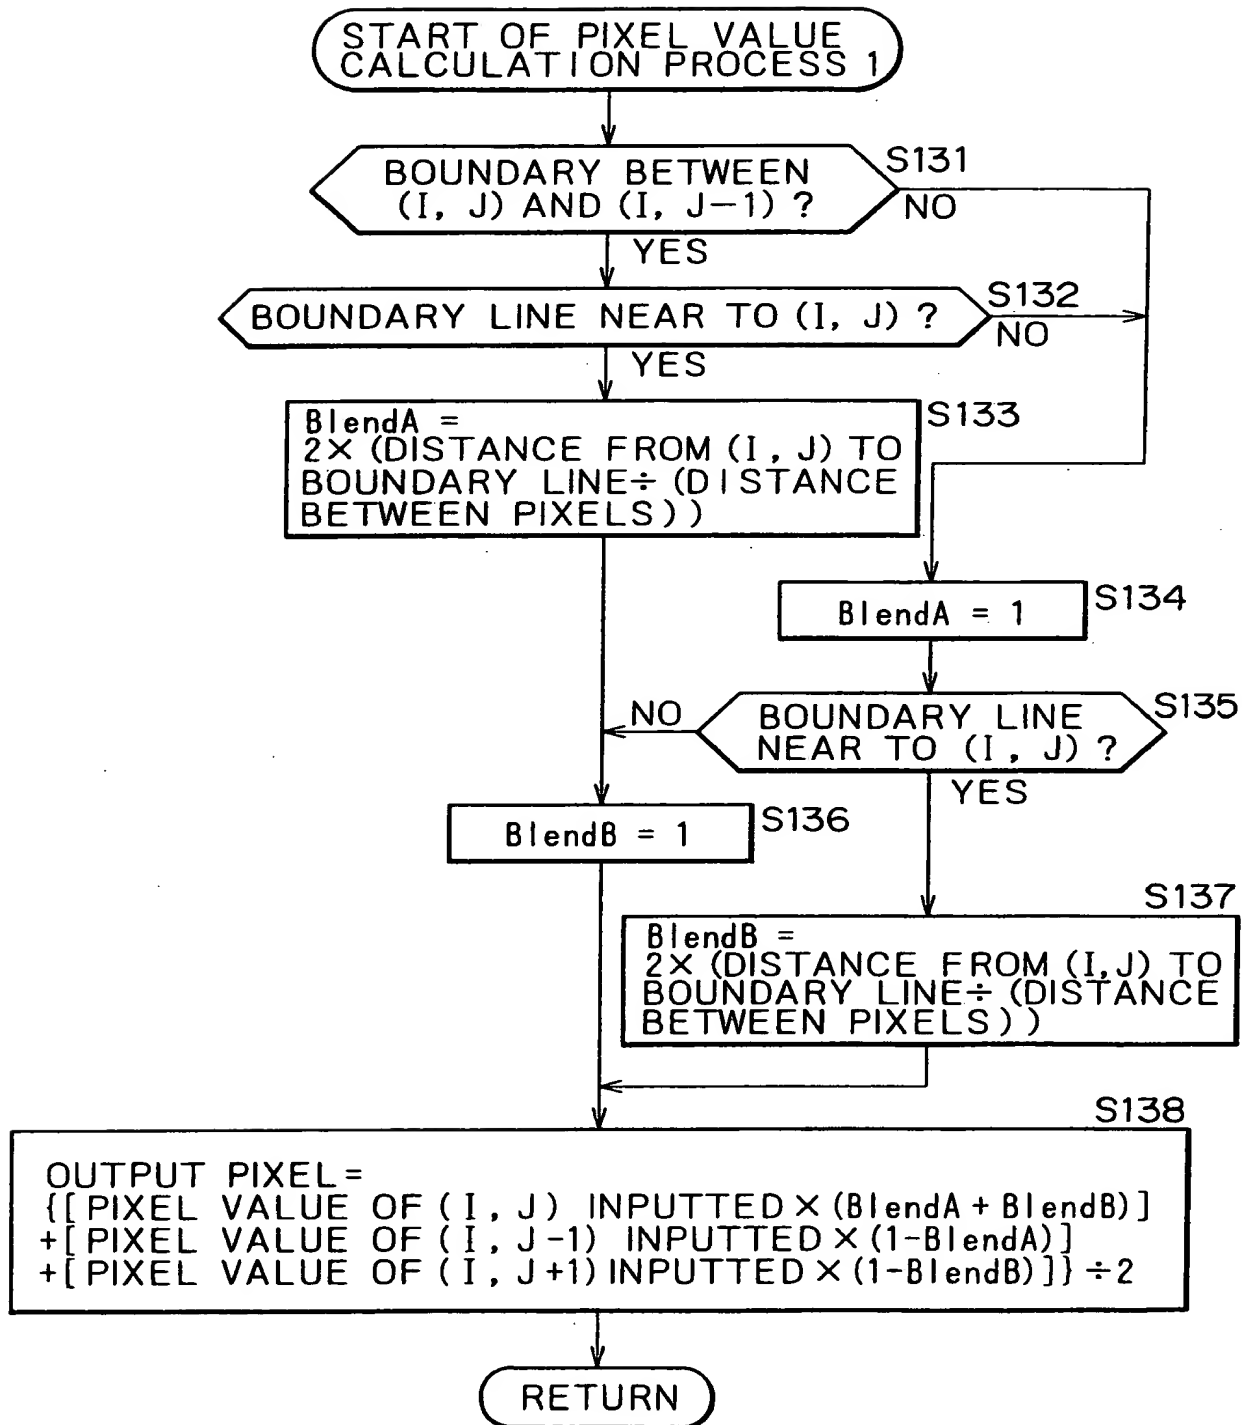 START OF PIXEL VALUE
CALCULATION PROCESS 1
BOUNDARY BETWEEN
(I, J) AND (I, J-1) ?
S131
NO
YES
BOUNDARY LINE NEAR TO (I, J) ?
S132
NO
YES
BlendA =
2× (DISTANCE FROM (I, J) TO
BOUNDARY LINE÷ (DISTANCE
BETWEEN PIXELS))
S133
BlendA = 1
S134
BOUNDARY LINE
NEAR TO (I, J) ?
S135
NO
YES
BlendB = 1
S136
S137
BlendB =
2× (DISTANCE FROM (I,J) TO
BOUNDARY LINE÷ (DISTANCE
BETWEEN PIXELS))
S138
OUTPUT PIXEL=
{[PIXEL VALUE OF (I, J) INPUTTED×(BlendA+BlendB)]
+[PIXEL VALUE OF (I, J-1) INPUTTED×(1-BlendA)]
+[PIXEL VALUE OF (I, J+1) INPUTTED×(1-BlendB)]}÷2
RETURN